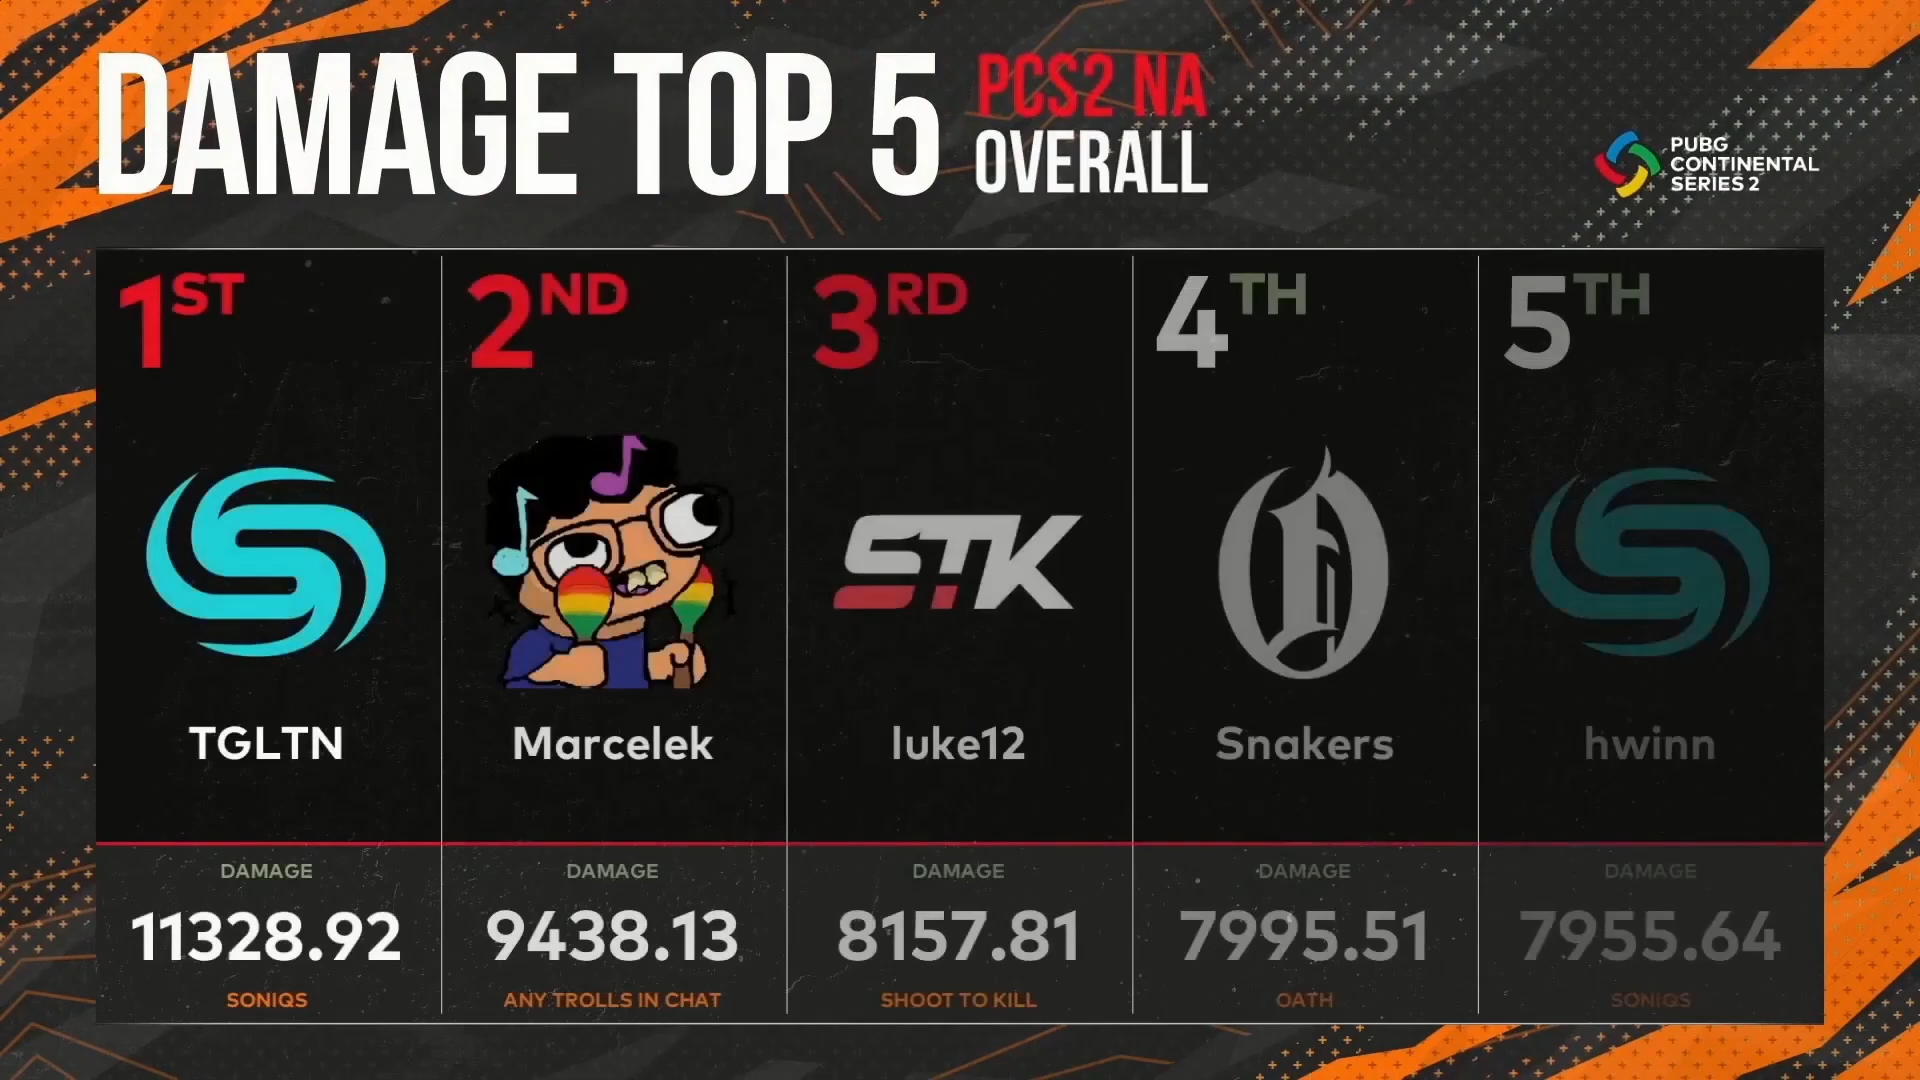 DAMAGE TOP 5
PCS2 NA
OVERALL
PUBG
CONTINENTAL
SERIES 2
1ST
2ND
3RD
4TH
5TH
STK
TGLTN
Marcelek
luke12
Snakers
hwinn
DAMAGE
DAMAGE
DAMAGE
DAMAGE
DAMAGE
11328.92
9438.13
8157.81
7995.51
7955.64
SONIQS
ANY TROLLS IN CHAT
SHOOT TO KILL
OATH
SONIQS